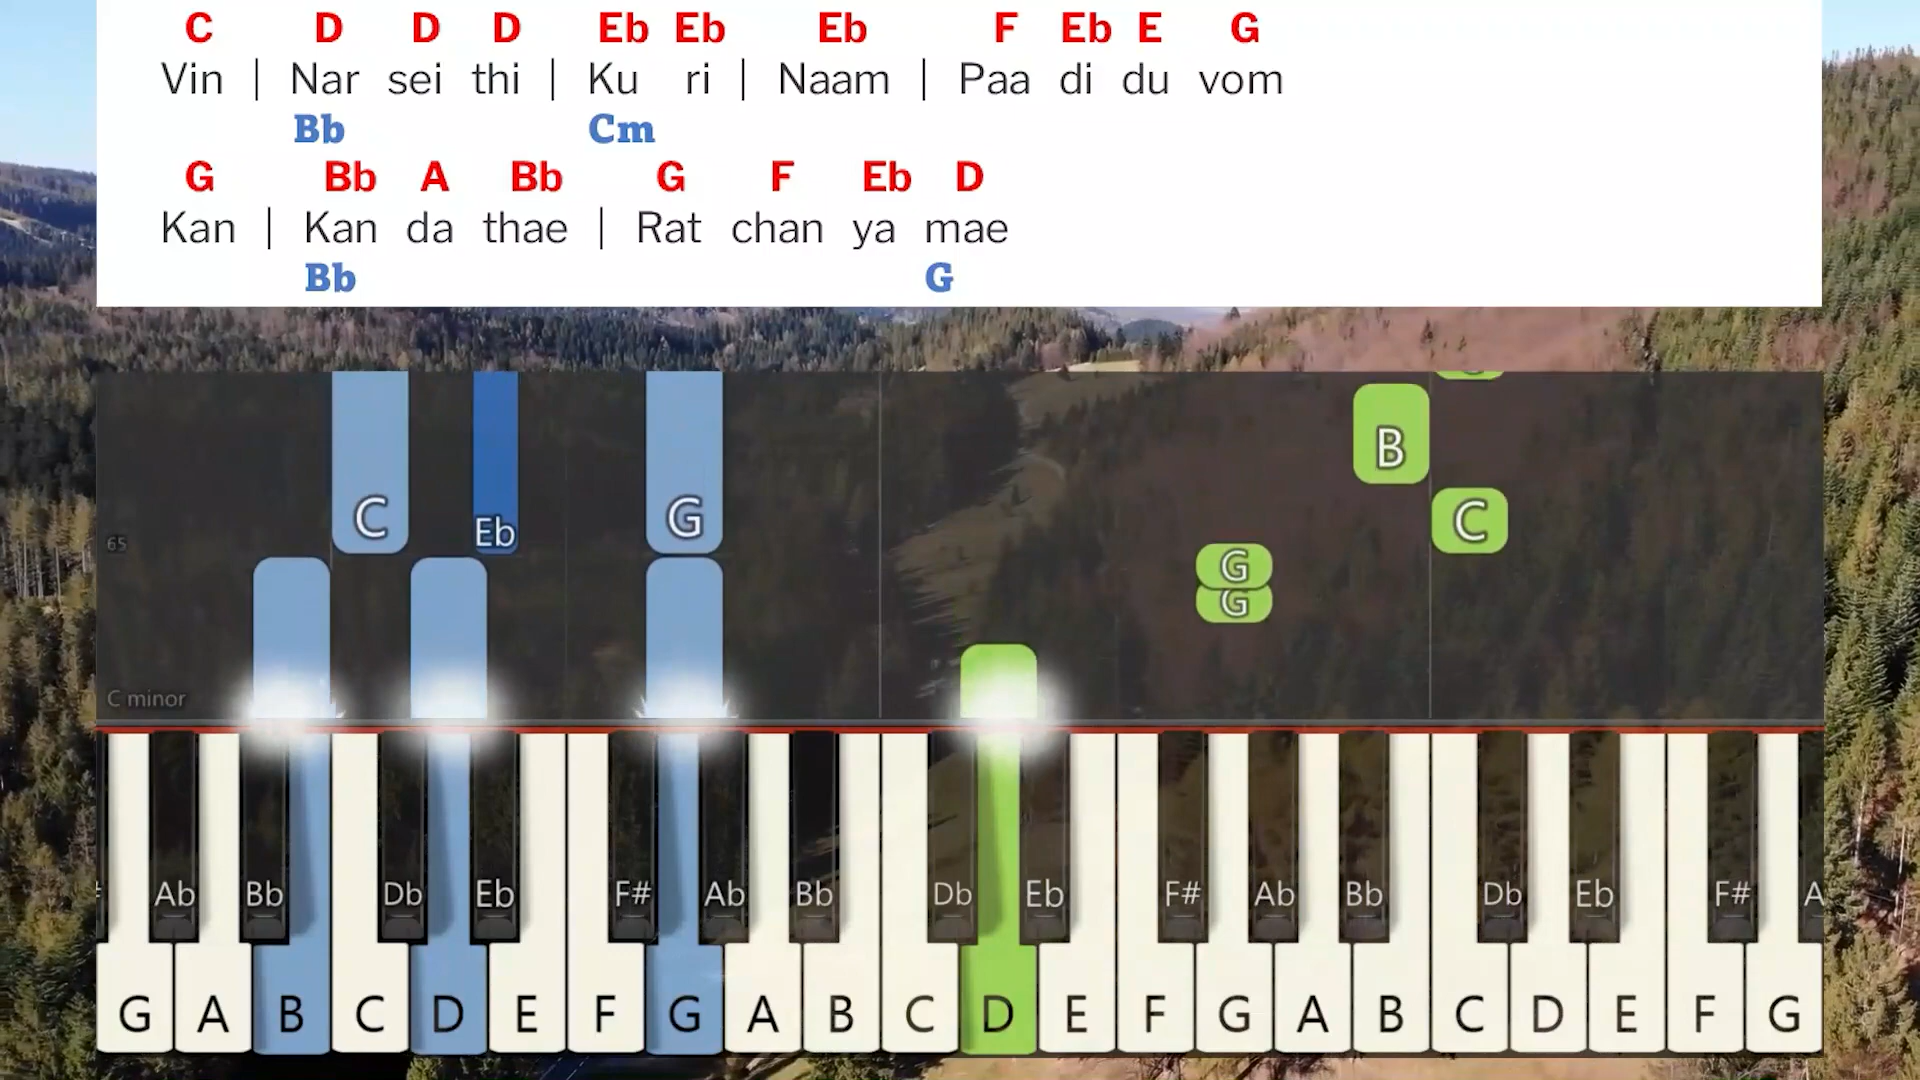 C D D D Eb Eb Eb F Eb E G
Vin | Nar sei thi | Ku ri | Naam | Paa di du vom
Bb Cm
G Bb A Bb G F Eb D
Kan | Kan da thae | Rat chan ya mae
Bb G
B
C G C
Eb
65
G
G
C minor
Ab Bb Db Eb F# Ab Bb Db Eb F# Ab Bb Db Eb F# A
G A B C D E F G A B C D E F G A B C D E F G